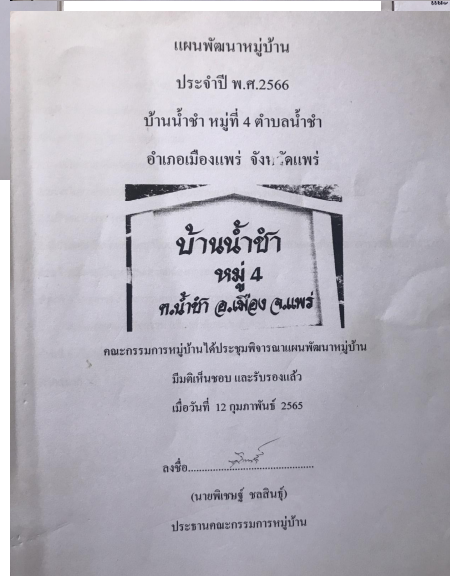 แผนพัฒนาหมู่บ้าน
ประจำปี พ.ศ.2566
บ้านน้ำชำ หมู่ที่ 4 ตำบลน้ำชำ
อำเภอเมืองแพร่ จังหวัดแพร่
บ้านน้ำชำ
หมู่ 4
ต.น้ำชำ อ.เมือง จ.แพร่
คณะกรรมการหมู่บ้านได้ประชุมพิจารณาแผนพัฒนาหมู่บ้าน
มีมติเห็นชอบ และรับรองแล้ว
เมื่อวันที่ 12 กุมภาพันธ์ 2565
ลงชื่อ............................................
(นายพิเชษฐ์ ชลสินธุ์)
ประธานคณะกรรมการหมู่บ้าน